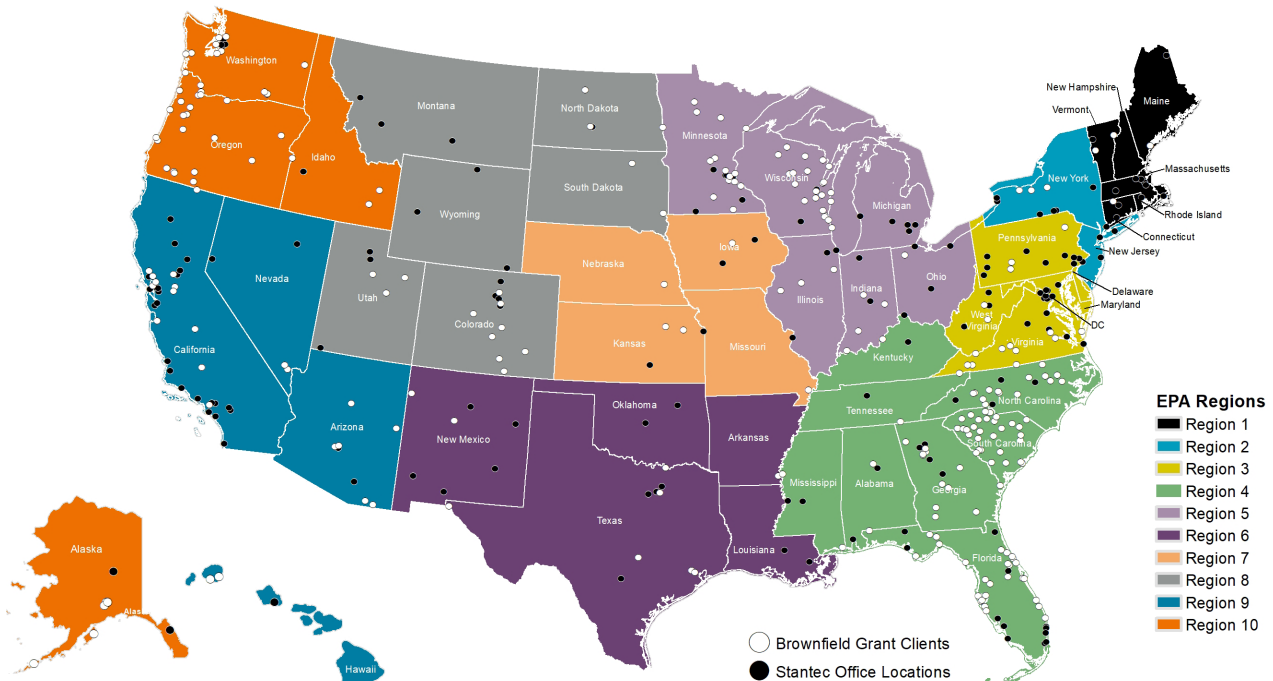 Washington
Oregon
Idaho
Montana
North Dakota
Minnesota
South Dakota
Wyoming
Wisconsin
Michigan
New Hampshire
Vermont
Maine
Massachusetts
New York
Rhode Island
Connecticut
New Jersey
Pennsylvania
Delaware
Maryland
DC
Nevada
Utah
Colorado
California
Nebraska
Iowa
Kansas
Missouri
Illinois
Indiana
Ohio
West
Virginia
Virginia
Kentucky
Arizona
New Mexico
Oklahoma
Arkansas
Tennessee
North Carolina
South Carolina
Texas
Louisiana
Mississippi
Alabama
Georgia
Florida
Alaska
Alas
Hawaii
EPA Regions
Region 1
Region 2
Region 3
Region 4
Region 5
Region 6
Region 7
Region 8
Region 9
Region 10
Brownfield Grant Clients
Stantec Office Locations